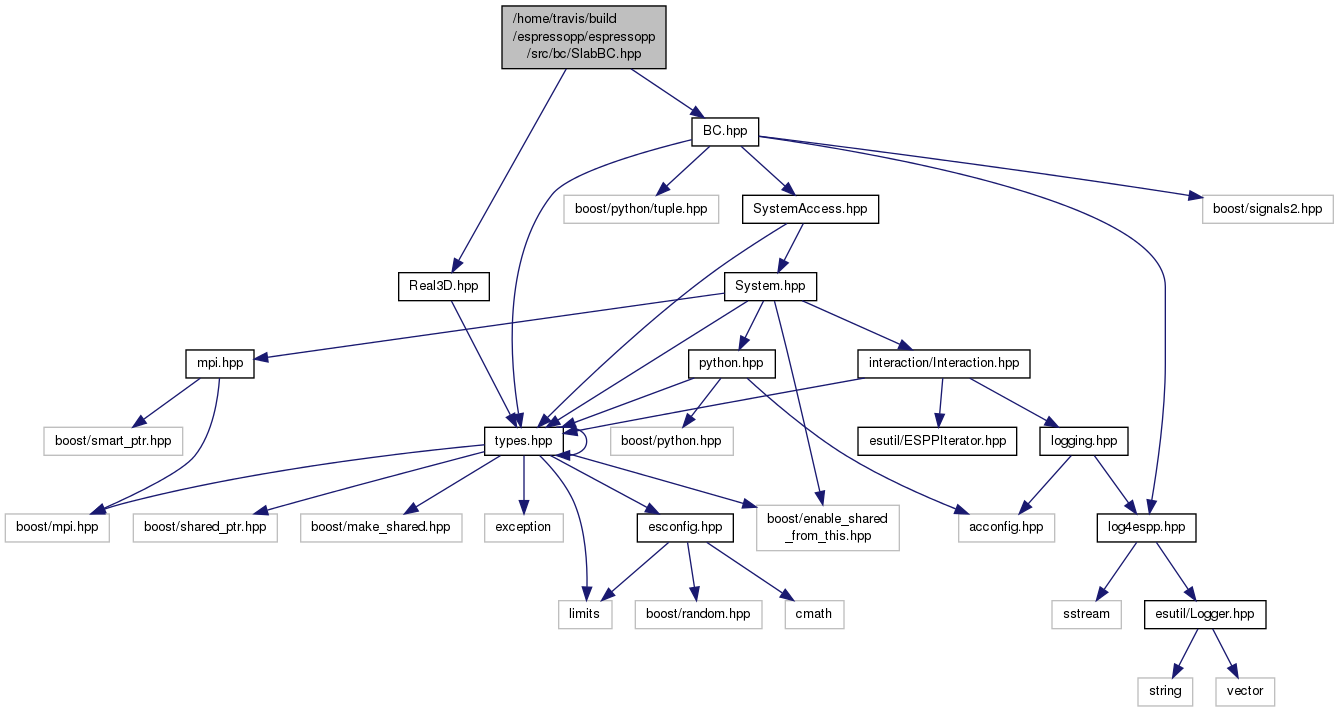 /home/travis/build
/espressopp/espressopp
/src/bc/SlabBC.hpp
BC.hpp
boost/python/tuple.hpp
SystemAccess.hpp
boost/signals2.hpp
Real3D.hpp
System.hpp
mpi.hpp
python.hpp
interaction/Interaction.hpp
boost/smart_ptr.hpp
types.hpp
boost/python.hpp
esutil/ESPPIterator.hpp
logging.hpp
boost/mpi.hpp
boost/shared_ptr.hpp
boost/make_shared.hpp
exception
esconfig.hpp
boost/enable_shared
_from_this.hpp
acconfig.hpp
log4espp.hpp
limits
boost/random.hpp
cmath
sstream
esutil/Logger.hpp
string
vector